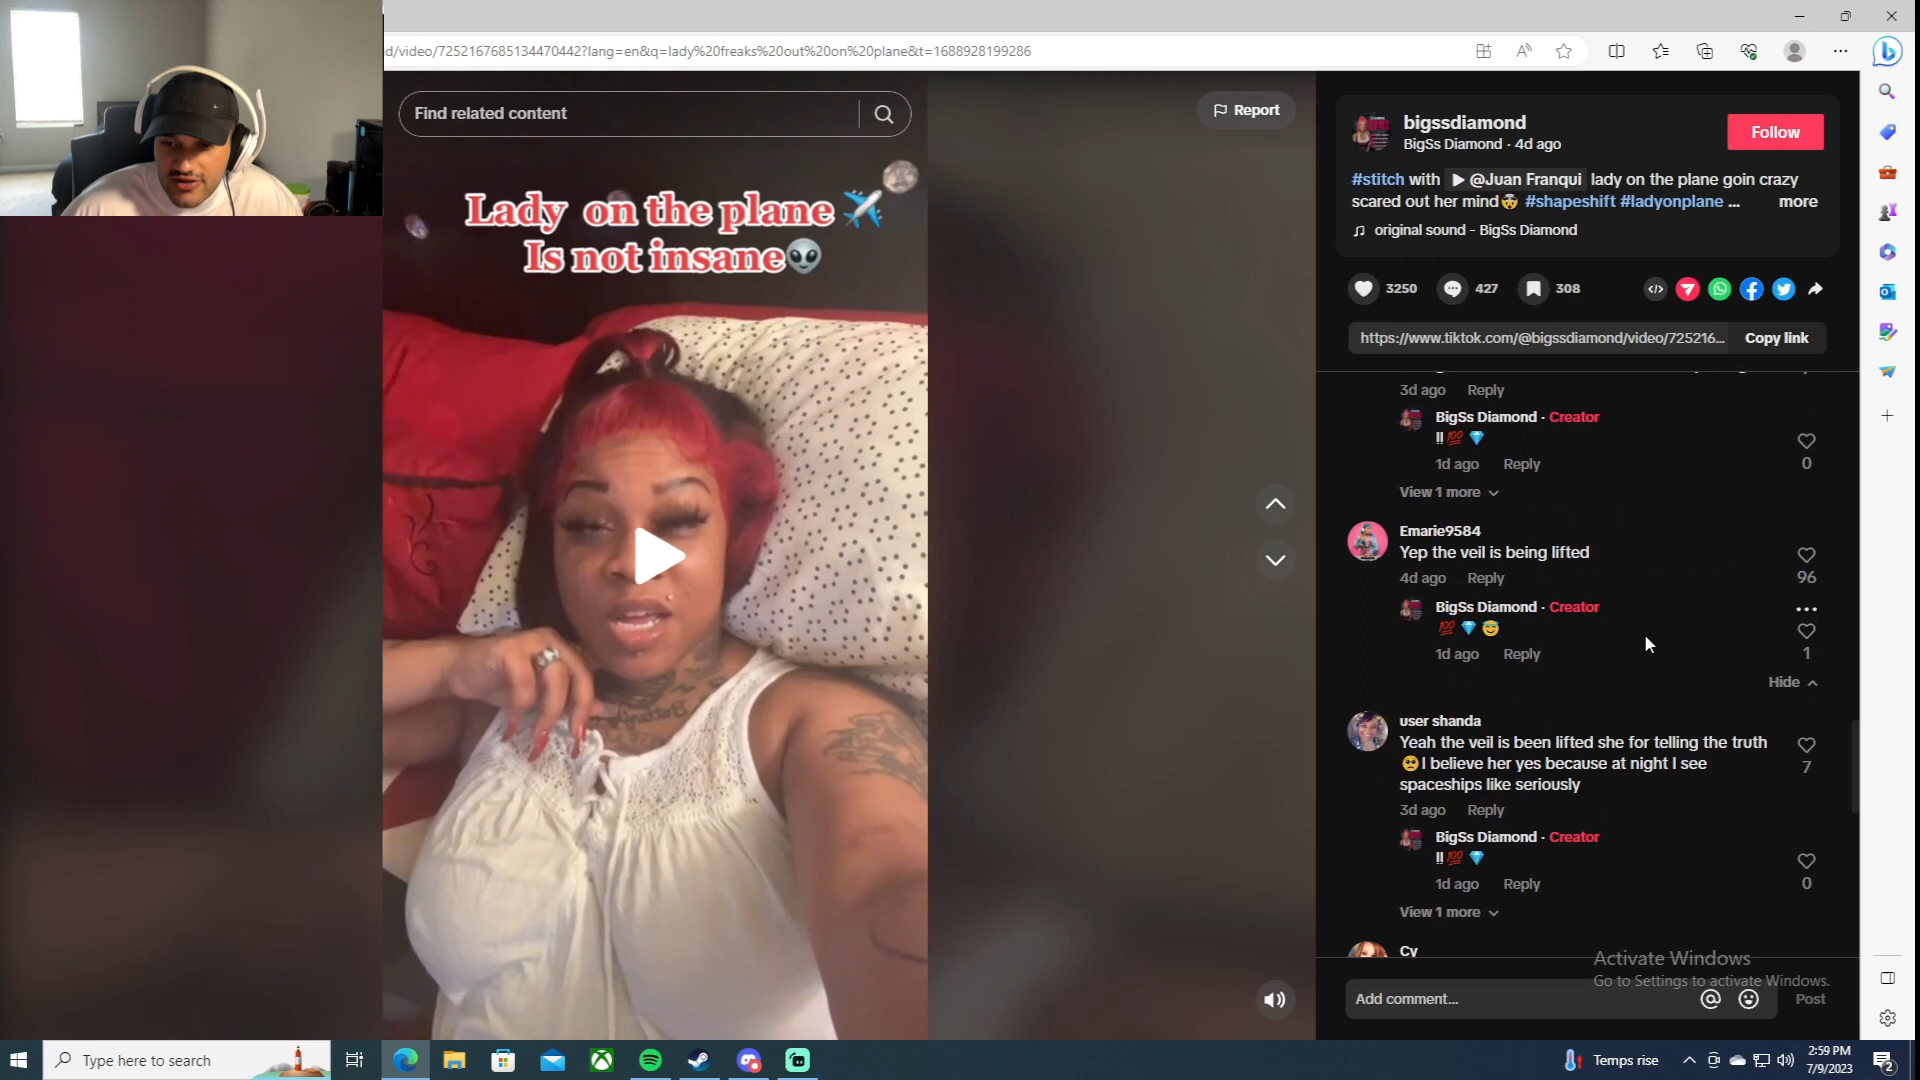 d/video/7252167685134470442?lang=en&q=lady%20freaks%20out%20on%20plane&t=1688928199286
Find related content
Report
Lady on the plane ✈️
Is not insane👽
bigssdiamond
BigSs Diamond · 4d ago
Follow
#stitch with ▶ @Juan Franqui lady on the plane goin crazy
scared out her mind🤯 #shapeshift #ladyonplane ... more
♫ original sound - BigSs Diamond
3250
427
308
https://www.tiktok.com/@bigssdiamond/video/725216... Copy link
3d ago Reply
BigSs Diamond · Creator
‼💯💎
0
1d ago Reply
View 1 more
Emarie9584
Yep the veil is being lifted
4d ago Reply
96
BigSs Diamond · Creator
💯💎😇
1d ago Reply
1
Hide
user shanda
Yeah the veil is been lifted she for telling the truth
🥺I believe her yes because at night I see
spaceships like seriously
7
3d ago Reply
BigSs Diamond · Creator
‼💯💎
1d ago Reply
0
View 1 more
Cy
Activate Windows
Go to Settings to activate Windows.
Add comment...
Post
Type here to search
Temps rise
2:59 PM
7/9/2023
2